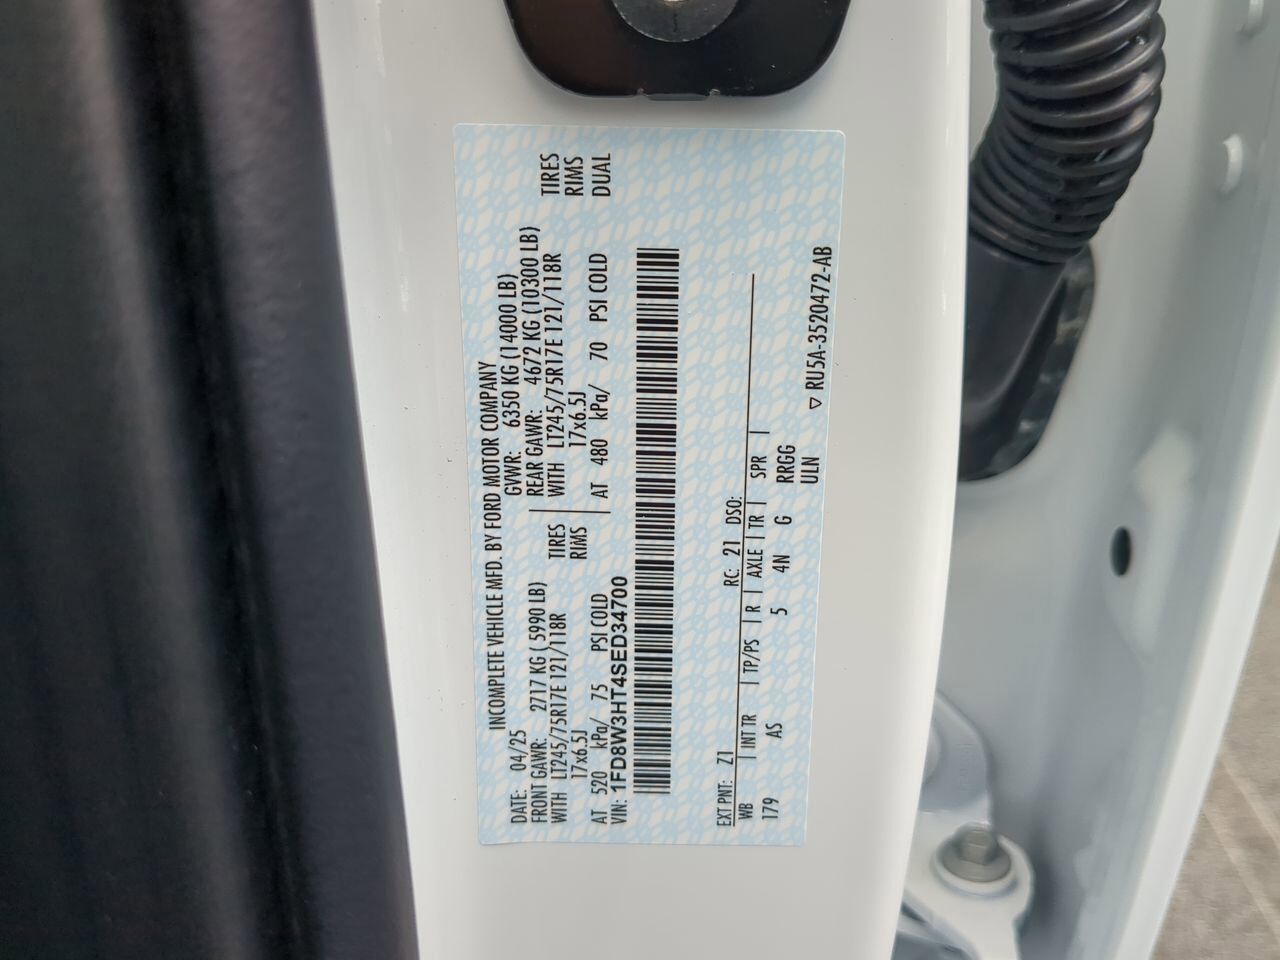 INCOMPLETE VEHICLE MFD. BY FORD MOTOR COMPANY
DATE: 04/25 GVWR: 6350 KG (14000 LB)
FRONT GAWR: 2717 KG ( 5990 LB) REAR GAWR: 4672 KG (10300 LB)
WITH LT245/75R17E 121/118R TIRES WITH LT245/75R17E 121/118R TIRES
17x6.5J RIMS 17x6.5J RIMS
AT 520 kPa/ 75 PSI COLD AT 480 kPa/ 70 PSI COLD DUAL
VIN: 1FD8W3HT4SED34700
EXT PNT: Z1 RC: 21 DSO:
WB | INT TR | TP/PS | R | AXLE | TR | SPR |
179 AS 5 4N G RRGG
ULN
▽ RU5A-3520472-AB